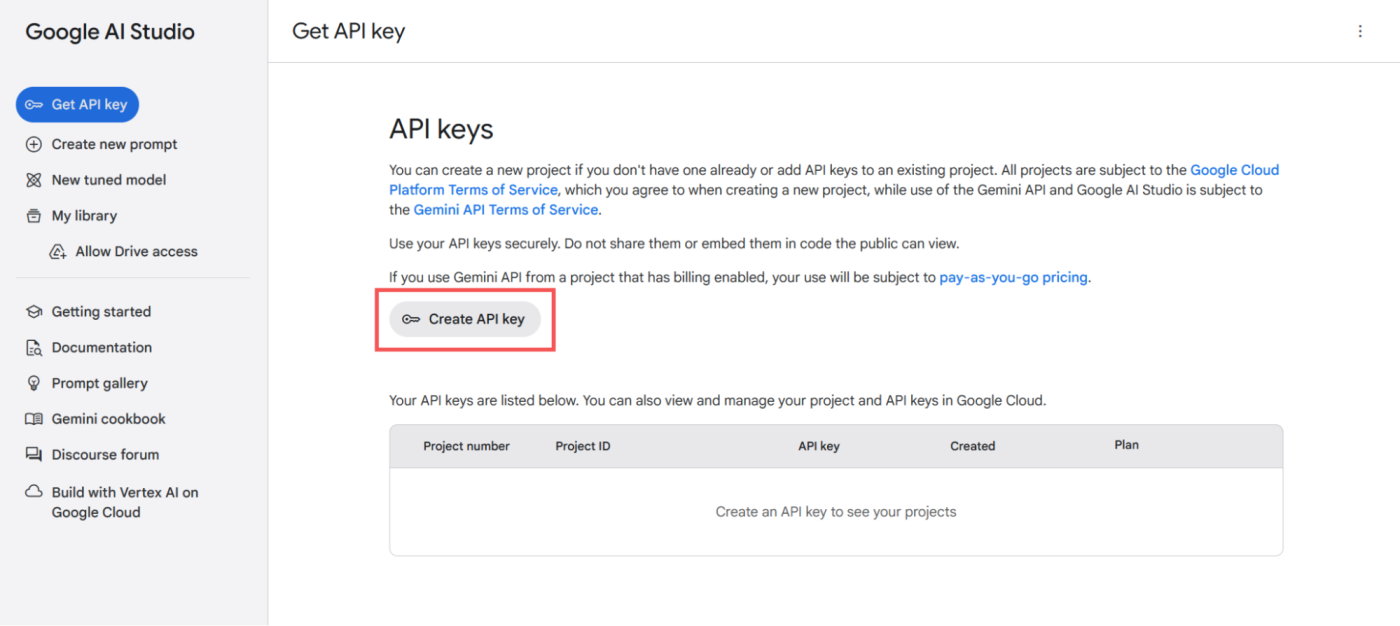 Google AI Studio
Get API key
Create new prompt
New tuned model
My library
Allow Drive access
Getting started
Documentation
Prompt gallery
Gemini cookbook
Discourse forum
Build with Vertex AI on
Google Cloud
Get API key
API keys
You can create a new project if you don't have one already or add API keys to an existing project. All projects are subject to the Google Cloud
Platform Terms of Service, which you agree to when creating a new project, while use of the Gemini API and Google AI Studio is subject to
the Gemini API Terms of Service.
Use your API keys securely. Do not share them or embed them in code the public can view.
If you use Gemini API from a project that has billing enabled, your use will be subject to pay-as-you-go pricing.
Create API key
Your API keys are listed below. You can also view and manage your project and API keys in Google Cloud.
Project number Project ID API key Created Plan
Create an API key to see your projects